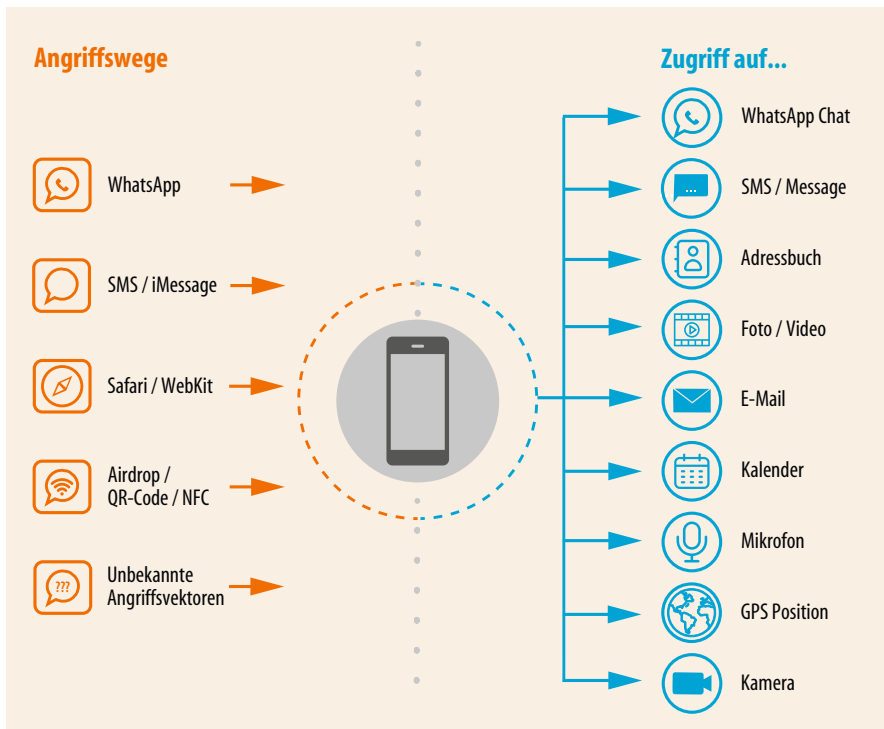 Angriffswege
WhatsApp
SMS / iMessage
Safari / WebKit
Airdrop /
QR-Code / NFC
???
Unbekannte
Angriffsvektoren
Zugriff auf...
WhatsApp Chat
...
SMS / Message
Adressbuch
Foto / Video
E-Mail
Kalender
Mikrofon
GPS Position
Kamera